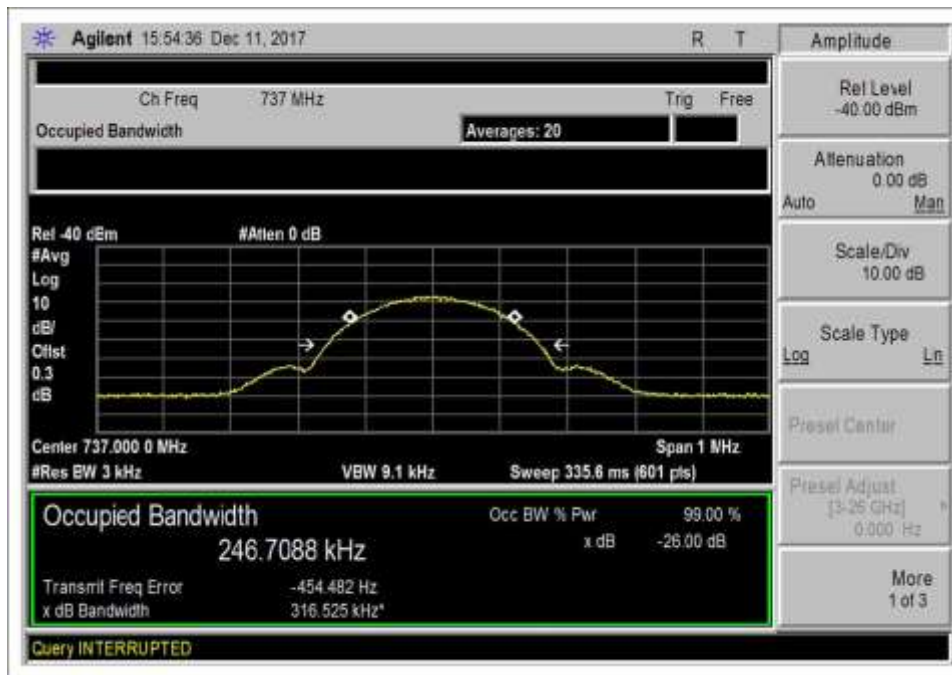 Agilent 15:54:36 Dec 11, 2017 R T
Amplitude
Ch Freq 737 MHz Trig Free
Occupied Bandwidth Averages: 20
Ref Level
-40.00 dBm
Attenuation
0.00 dB
Auto Man
Ref -40 dBm #Atten 0 dB
#Avg
Log
10
dB/
Offst
0.3
dB
Scale/Div
10.00 dB
Scale Type
Log Lin
Presel Center
Center 737.000 0 MHz Span 1 MHz
#Res BW 3 kHz VBW 9.1 kHz Sweep 335.6 ms (601 pts)
Presel Adjust
[3-26 GHz]
0.000 Hz
Occupied Bandwidth Occ BW % Pwr 99.00 %
246.7088 kHz x dB -26.00 dB
Transmit Freq Error -454.482 Hz
x dB Bandwidth 316.525 kHz*
More
1 of 3
Query INTERRUPTED